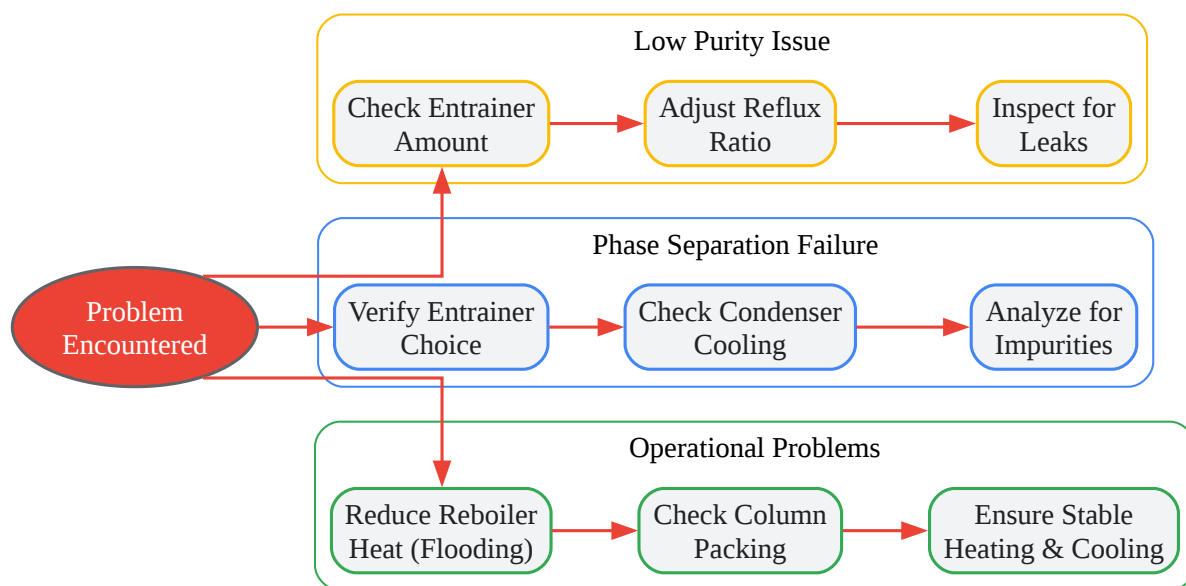 Low Purity Issue
Check Entrainer
Amount
Adjust Reflux
Ratio
Inspect for
Leaks
Problem
Encountered
Phase Separation Failure
Verify Entrainer
Choice
Check Condenser
Cooling
Analyze for
Impurities
Operational Problems
Reduce Reboiler
Heat (Flooding)
Check Column
Packing
Ensure Stable
Heating & Cooling